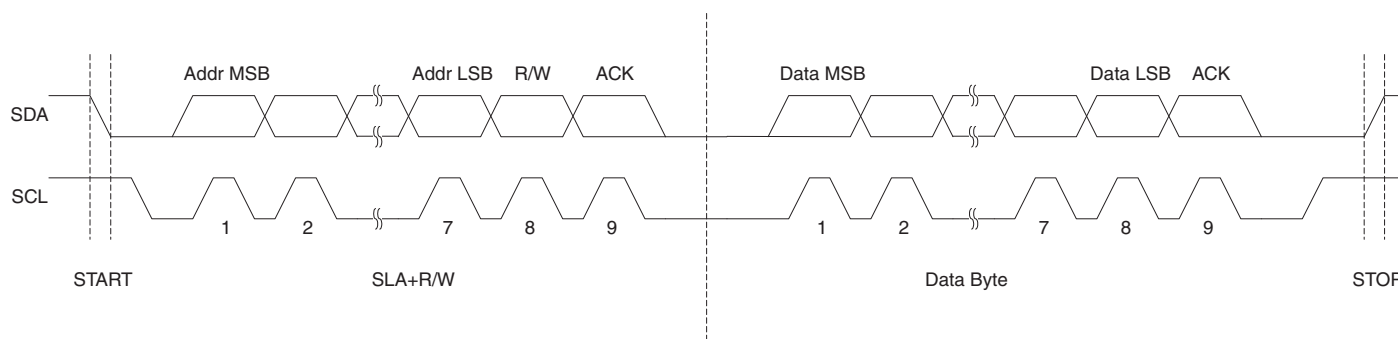 Addr MSB Addr LSB R/W ACK Data MSB Data LSB ACK
SDA
SCL
1 2 7 8 9 1 2 7 8 9
START SLA+R/W Data Byte STOP